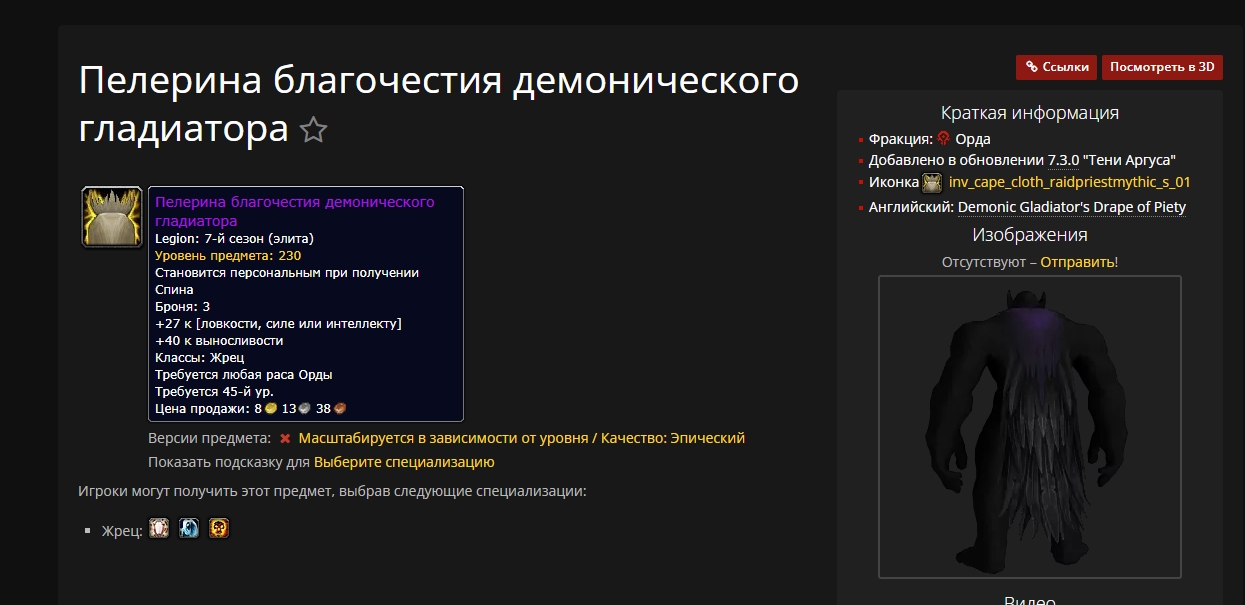 Пелерина благочестия демонического
гладиатора
Ссылки
Посмотреть в 3D
Пелерина благочестия демонического
гладиатора
Legion: 7-й сезон (элита)
Уровень предмета: 230
Становится персональным при получении
Спина
Броня: 3
+27 к [ловкости, силе или интеллекту]
+40 к выносливости
Классы: Жрец
Требуется любая раса Орды
Требуется 45-й ур.
Цена продажи: 8 13 38
Версии предмета: Масштабируется в зависимости от уровня / Качество: Эпический
Показать подсказку для Выберите специализацию
Игроки могут получить этот предмет, выбрав следующие специализации:
Жрец:
Краткая информация
Фракция: Орда
Добавлено в обновлении 7.3.0 "Тени Аргуса"
Иконка inv_cape_cloth_raidpriestmythic_s_01
Английский: Demonic Gladiator's Drape of Piety
Изображения
Отсутствуют – Отправить!
Видео